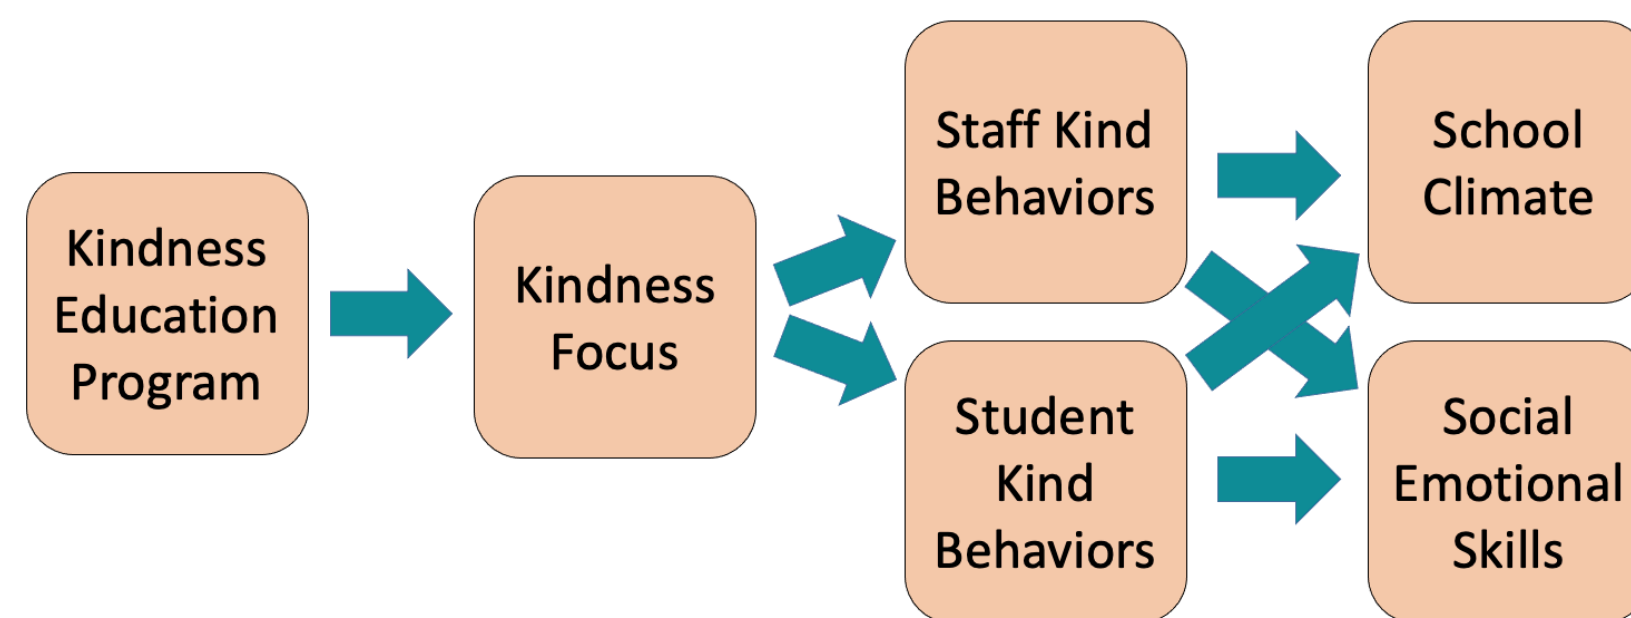 Kindness
Education
Program
Kindness
Focus
Staff Kind
Behaviors
Student
Kind
Behaviors
School
Climate
Social
Emotional
Skills